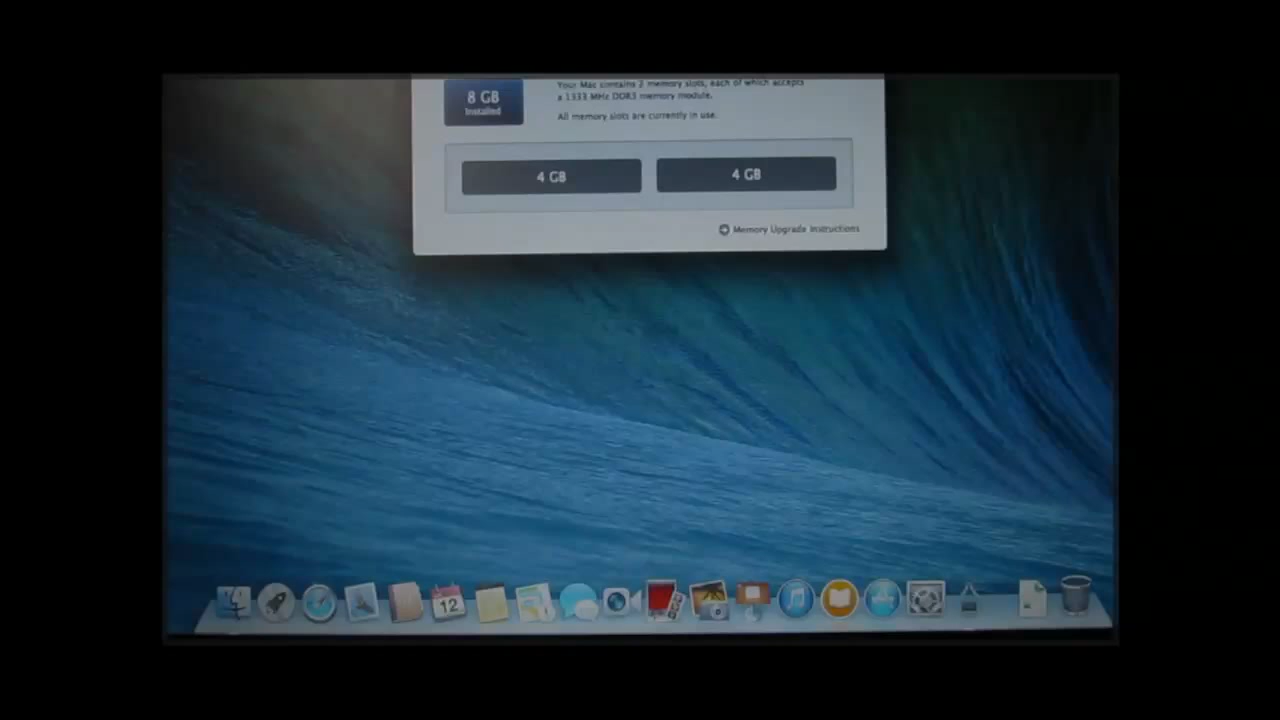 8 GB
Installed
Your Mac contains 2 memory slots, each of which accepts
a 1333 MHz DDR3 memory module.
All memory slots are currently in use.
4 GB
4 GB
Memory Upgrade Instructions
12